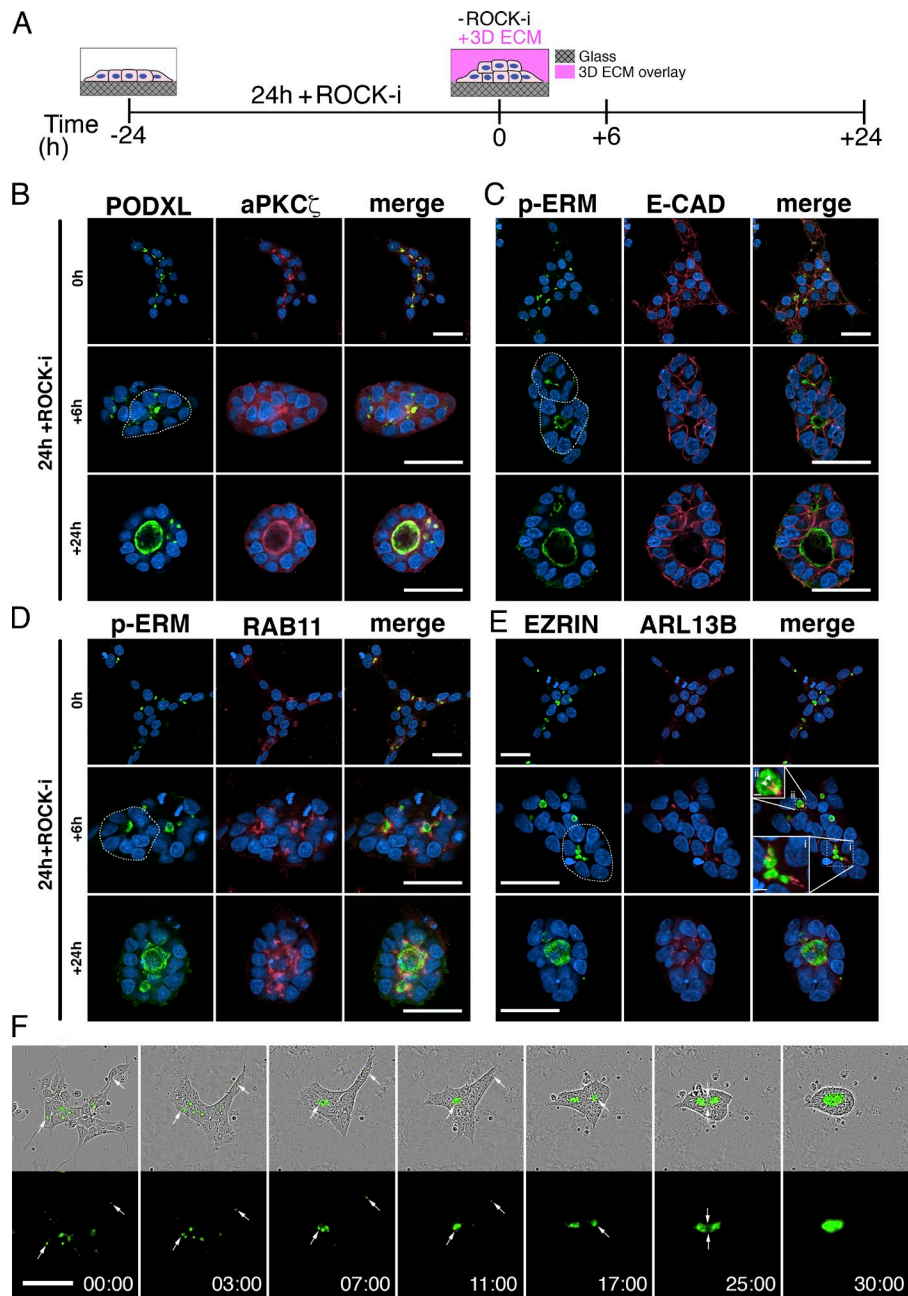 A
-ROCK-i
+3D ECM
Glass
3D ECM overlay
24h +ROCK-i
Time (h)
-24
0
+6
+24
B
PODXL aPKCζ merge
24h +ROCK-i
0h
+6h
+24h
C
p-ERM E-CAD merge
D
p-ERM RAB11 merge
24h+ROCK-i
0h
+6h
+24h
E
EZRIN ARL13B merge
ii
ii
i
i
F
00:00 03:00 07:00 11:00 17:00 25:00 30:00